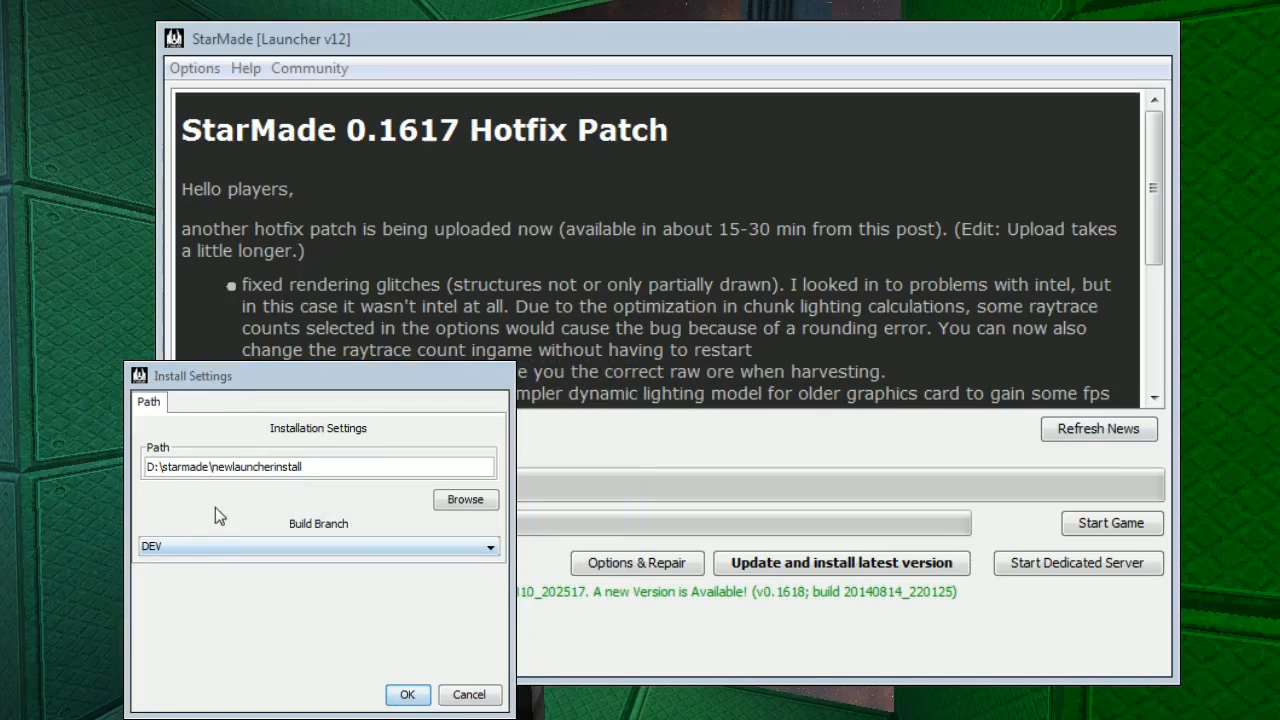 StarMade [Launcher v12]
Options Help Community
StarMade 0.1617 Hotfix Patch
Hello players,
another hotfix patch is being uploaded now (available in about 15-30 min from this post). (Edit: Upload takes
a little longer.)
fixed rendering glitches (structures not or only partially drawn). I looked in to problems with intel, but
in this case it wasn't intel at all. Due to the optimization in chunk lighting calculations, some raytrace
counts selected in the options would cause the bug because of a rounding error. You can now also
change the raytrace count ingame without having to restart
you the correct raw ore when harvesting.
dynamic lighting model for older graphics card to gain some fps
Refresh News
Start Game
Options & Repair
Update and install latest version
Start Dedicated Server
10_202517. A new Version is Available! (v0.1618; build 20140814_220125)
Install Settings
Path
Installation Settings
Path
D:\starmade\newlauncherinstall
Browse
Build Branch
DEV
OK
Cancel